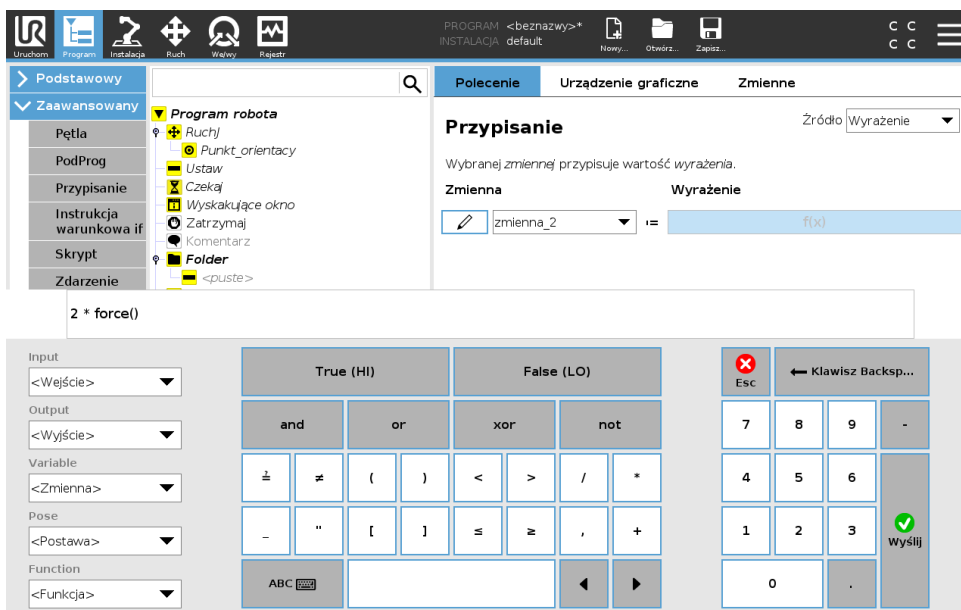 PROGRAM <beznazwy>*
INSTALACJA default
Uruchom Program Instalacja Ruch We/wy Rejestr
Nowy... Otwórz... Zapisz...
C C
C C
Podstawowy
Zaawansowany
Pętla
PodProg
Przypisanie
Instrukcja
warunkowa if
Skrypt
Zdarzenie
Program robota
RuchJ
Punkt_orientacy
Ustaw
Czekaj
Wyskakujące okno
Zatrzymaj
Komentarz
Folder
<puste>
Polecenie Urządzenie graficzne Zmienne
Przypisanie
Źródło Wyrażenie
Wybranej zmiennej przypisuje wartość wyrażenia.
Zmienna Wyrażenie
zmienna_2 := f(x)
2 * force()
Input
<Wejście>
Output
<Wyjście>
Variable
<Zmienna>
Pose
<Postawa>
Function
<Funkcja>
True (HI) False (LO)
and or xor not
≟ ≠ ( ) < > / *
_ " [ ] ≤ ≥ , +
ABC
Esc Klawisz Backsp...
7 8 9 -
4 5 6
1 2 3 Wyślij
0 .